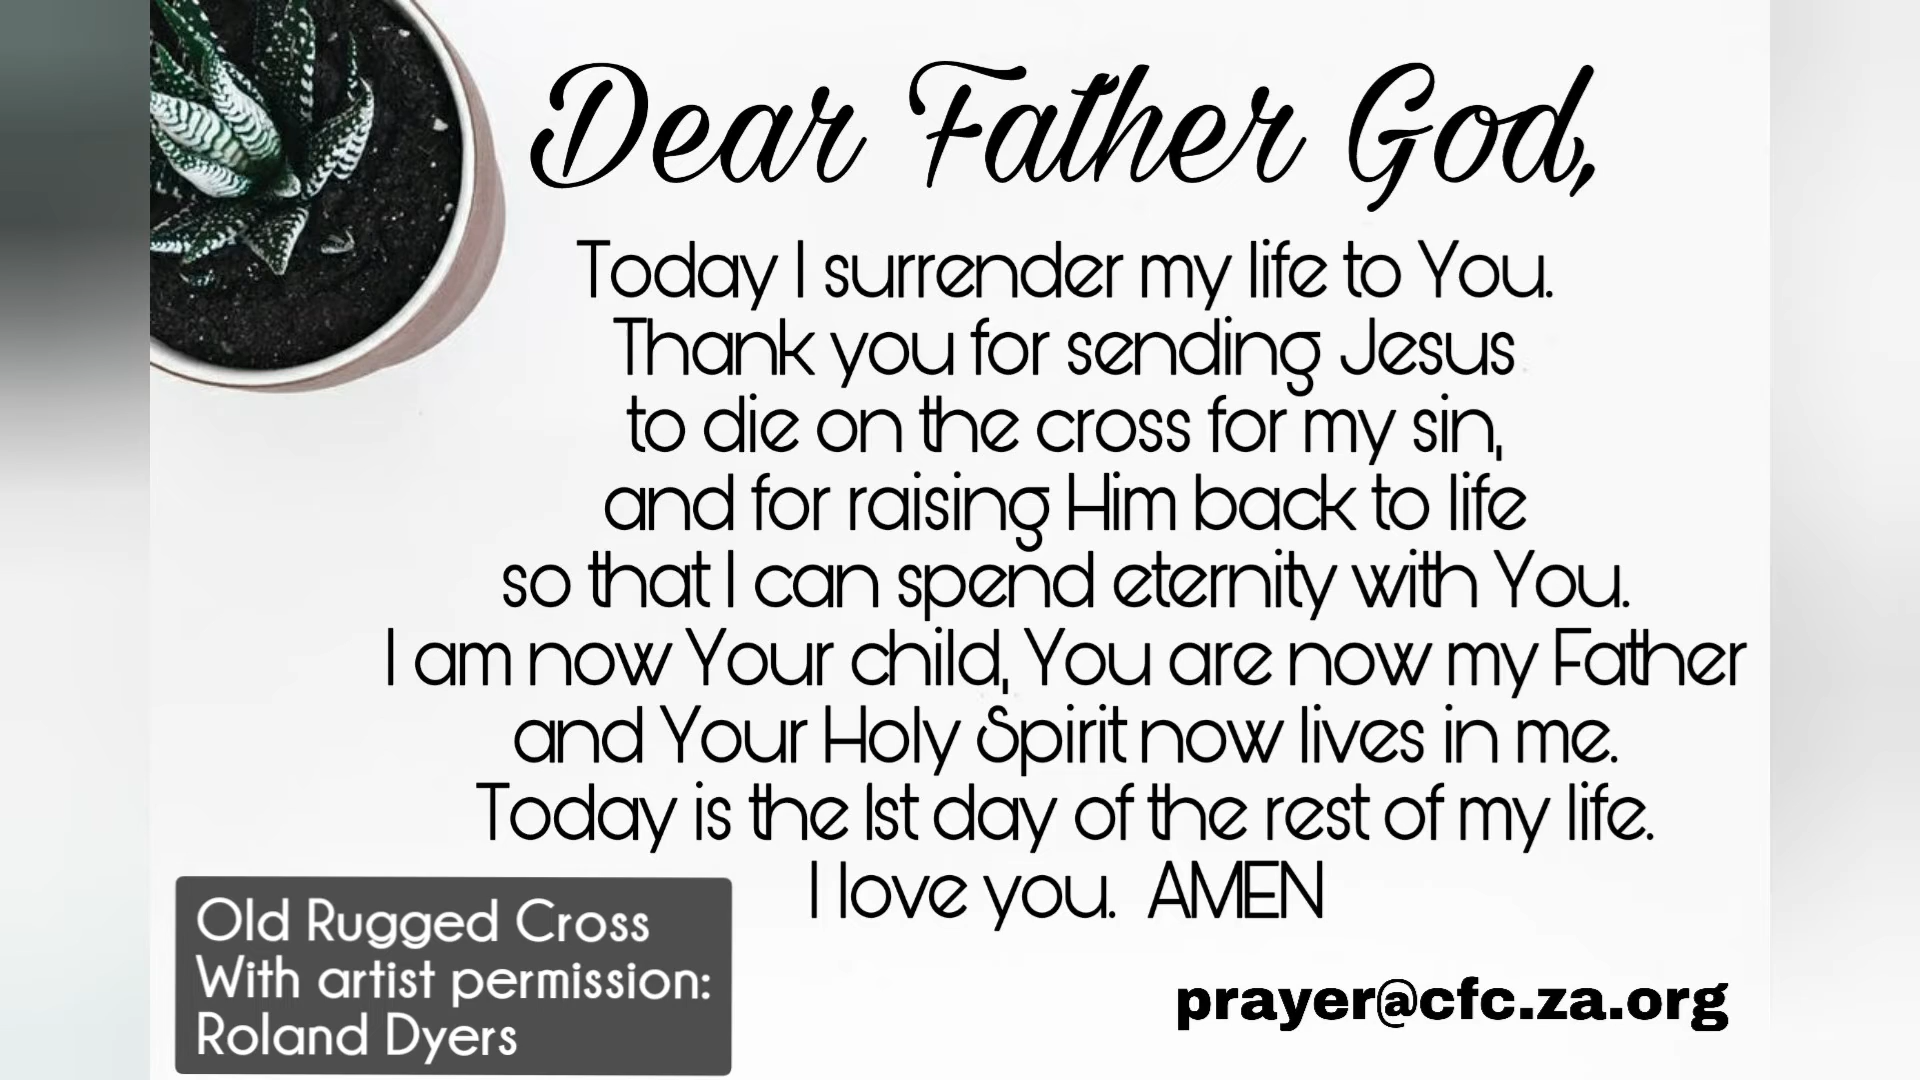 Dear Father God,
Today I surrender my life to You.
Thank you for sending Jesus
to die on the cross for my sin,
and for raising Him back to life
so that I can spend eternity with You.
I am now Your child, You are now my Father
and Your Holy Spirit now lives in me.
Today is the 1st day of the rest of my life.
I love you. AMEN
Old Rugged Cross
With artist permission:
Roland Dyers
prayer@cfc.za.org